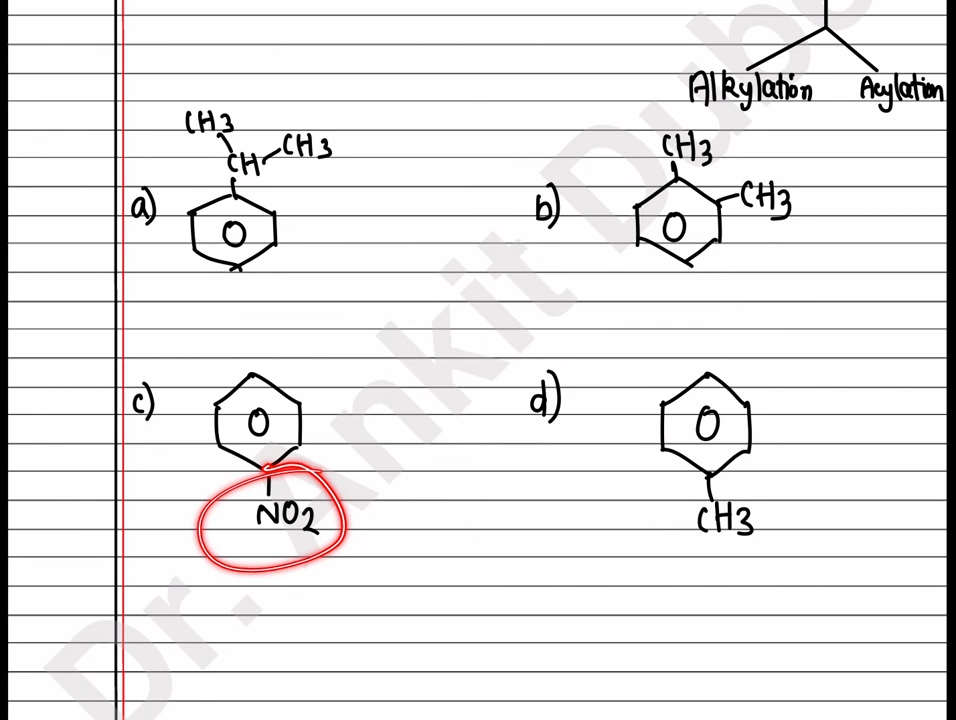 Alkylation Acylation
CH3
CH CH3
a)
CH3
b) CH3
c)
NO2
d)
CH3
Dr. Ankit Dube